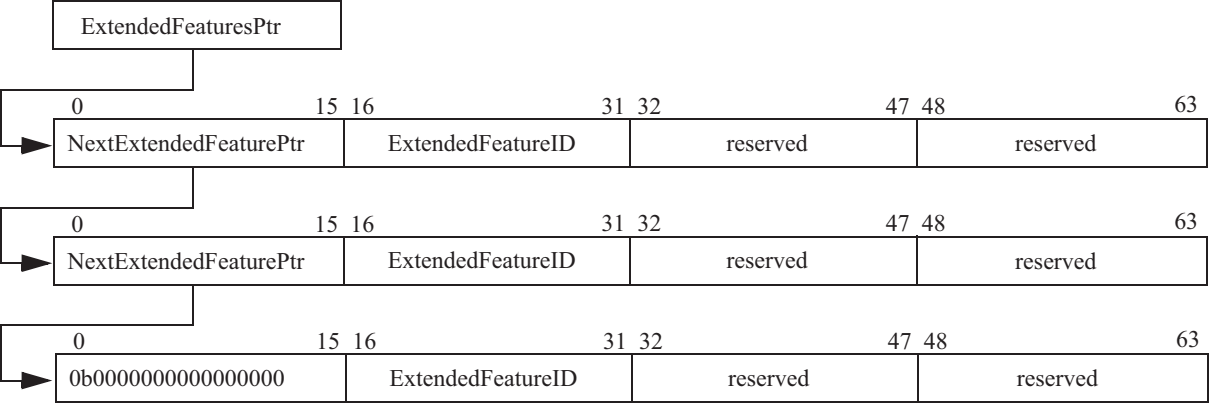 ExtendedFeaturesPtr
0 15 16 31 32 47 48 63
NextExtendedFeaturePtr ExtendedFeatureID reserved reserved
0 15 16 31 32 47 48 63
NextExtendedFeaturePtr ExtendedFeatureID reserved reserved
0 15 16 31 32 47 48 63
0b0000000000000000 ExtendedFeatureID reserved reserved